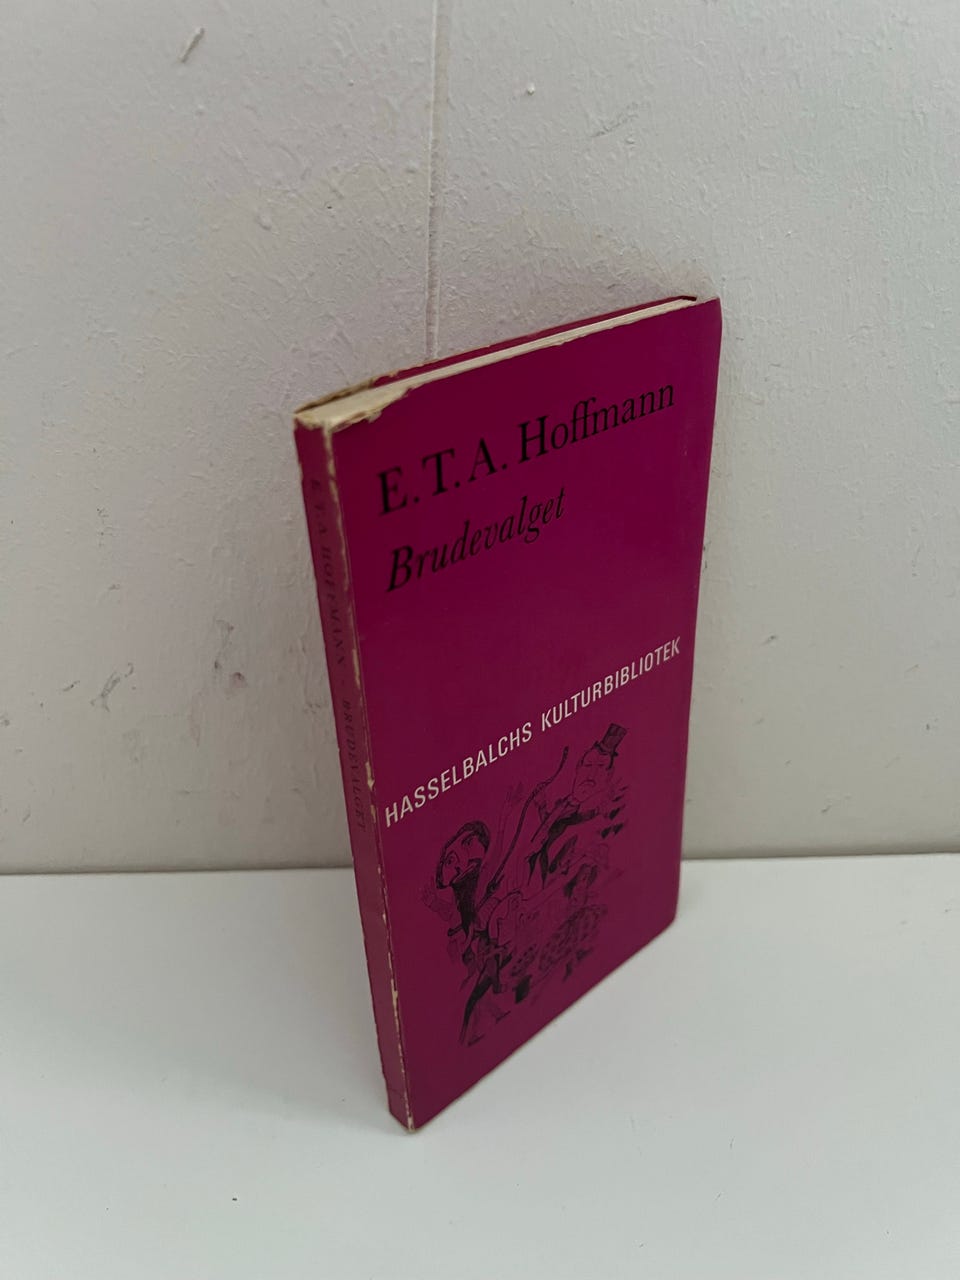 E.T.A. Hoffmann
Brudevalget
HASSELBALCHS KULTURBIBLIOTEK
E.T.A. HOFFMANN · BRUDEVALGET